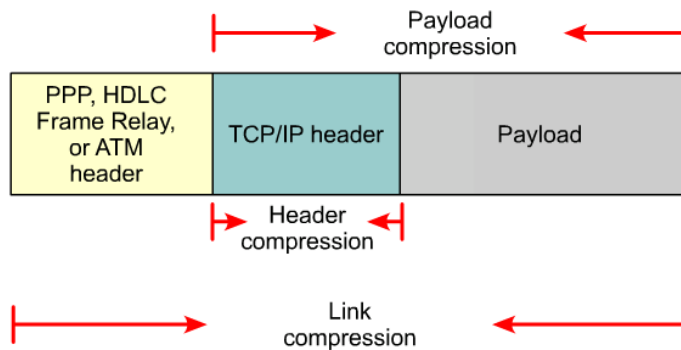 Payload
compression
PPP, HDLC
Frame Relay,
or ATM
header
TCP/IP header
Payload
Header
compression
Link
compression